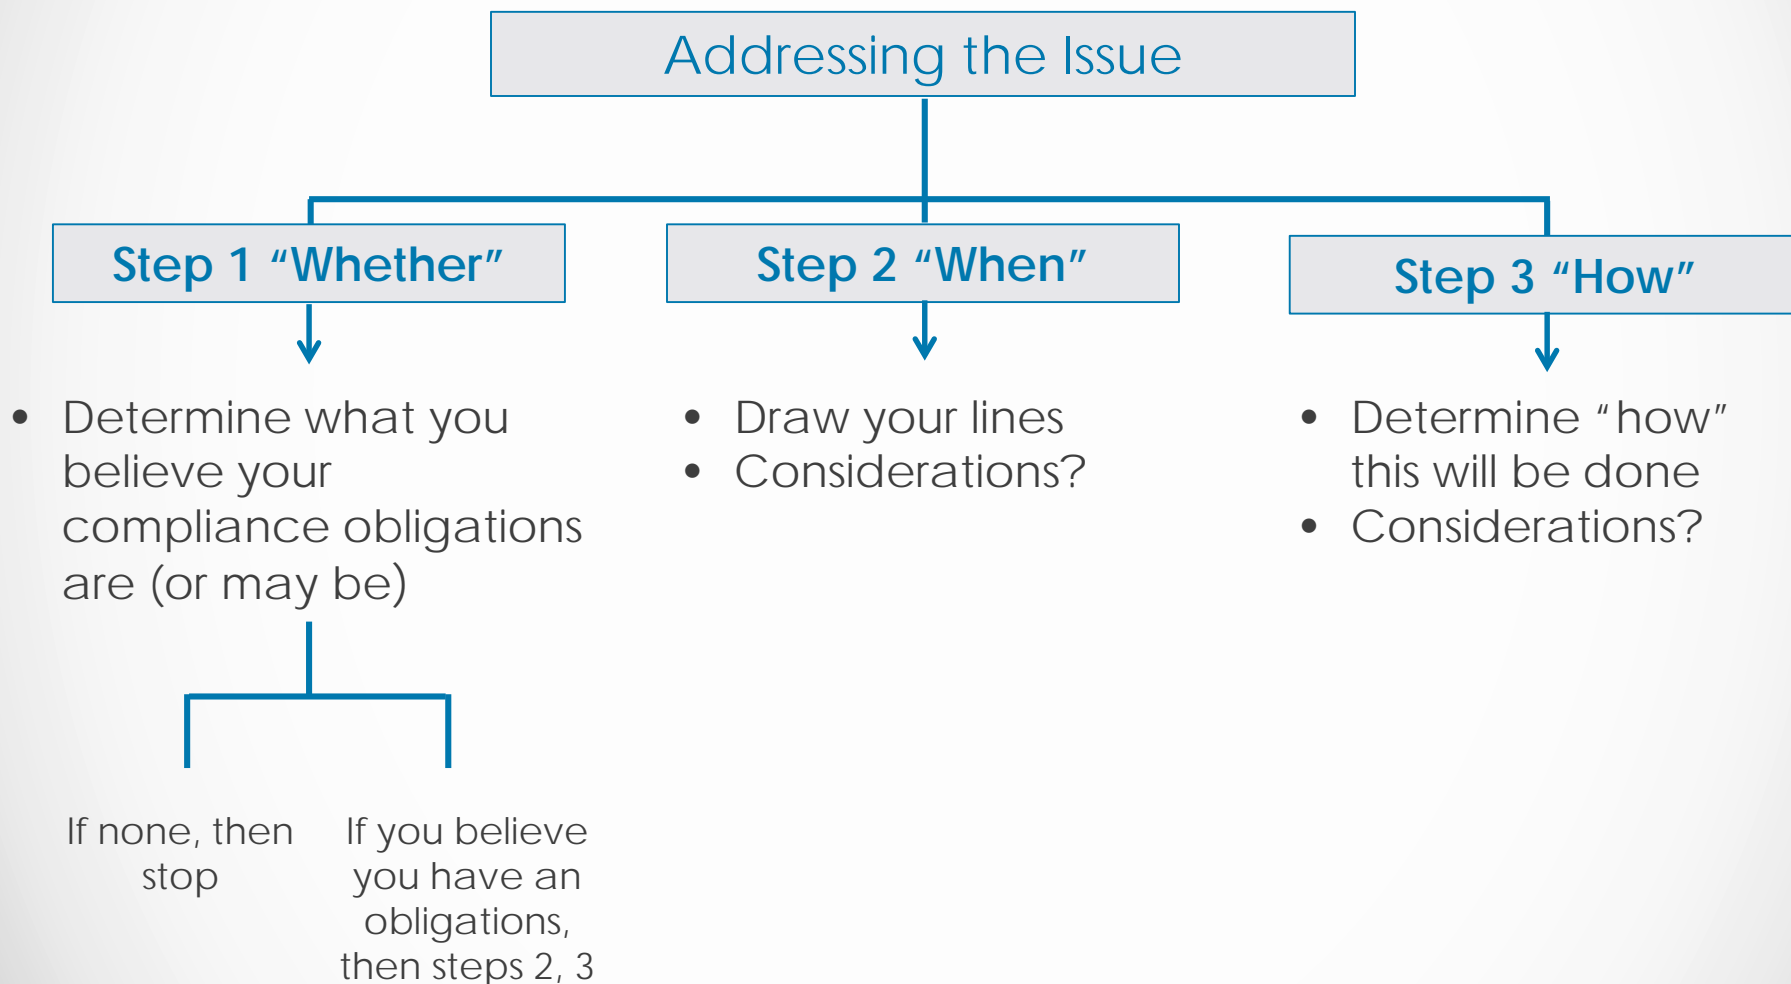 Addressing the Issue
Step 1 “Whether”
Step 2 “When”
Step 3 “How”
• Determine what you
believe your
compliance obligations
are (or may be)
• Draw your lines
• Considerations?
• Determine “how”
this will be done
• Considerations?
If none, then
stop
If you believe
you have an
obligations,
then steps 2, 3